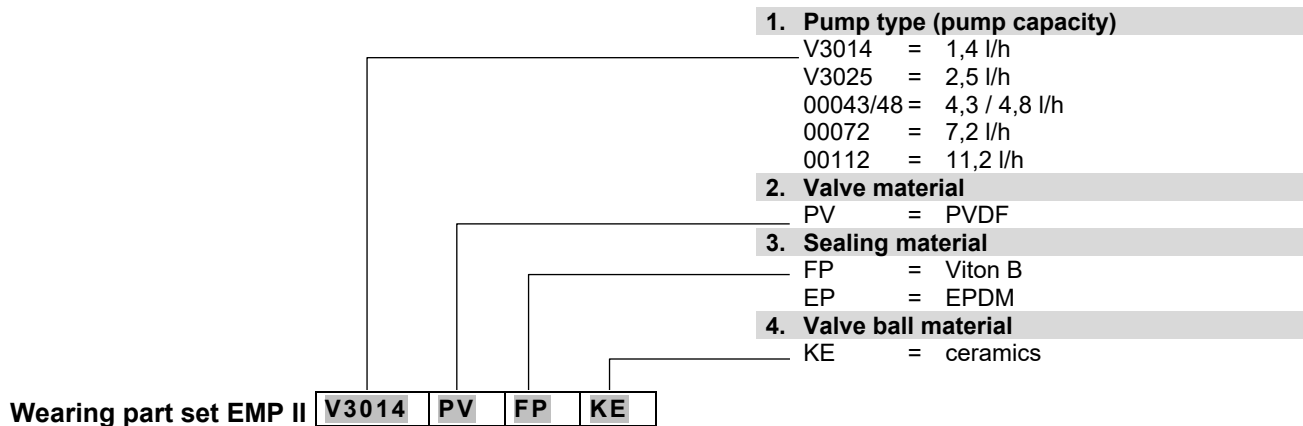 1. Pump type (pump capacity)
V3014 = 1,4 l/h
V3025 = 2,5 l/h
00043/48 = 4,3 / 4,8 l/h
00072 = 7,2 l/h
00112 = 11,2 l/h
2. Valve material
PV = PVDF
3. Sealing material
FP = Viton B
EP = EPDM
4. Valve ball material
KE = ceramics
Wearing part set EMP II V3014 PV FP KE